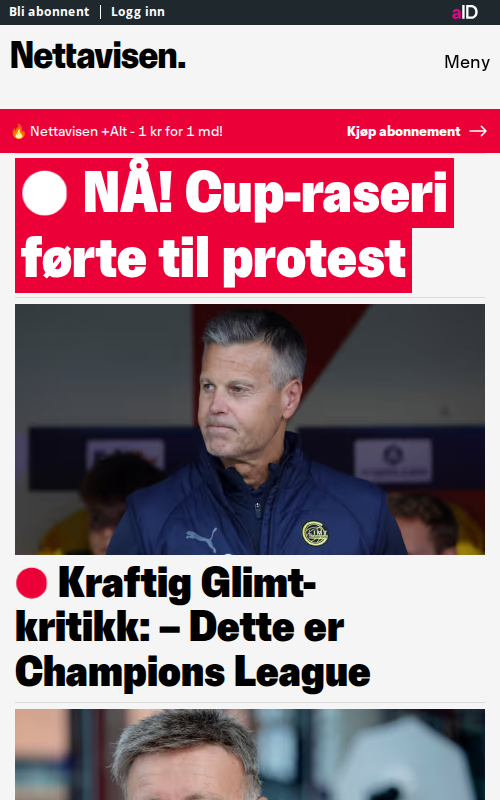 Bli abonnent | Logg inn
aID
Nettavisen.
Meny
🔥 Nettavisen +Alt - 1 kr for 1 md!
Kjøp abonnement →
NÅ! Cup-raseri
førte til protest
Kraftig Glimt-
kritikk: – Dette er
Champions League